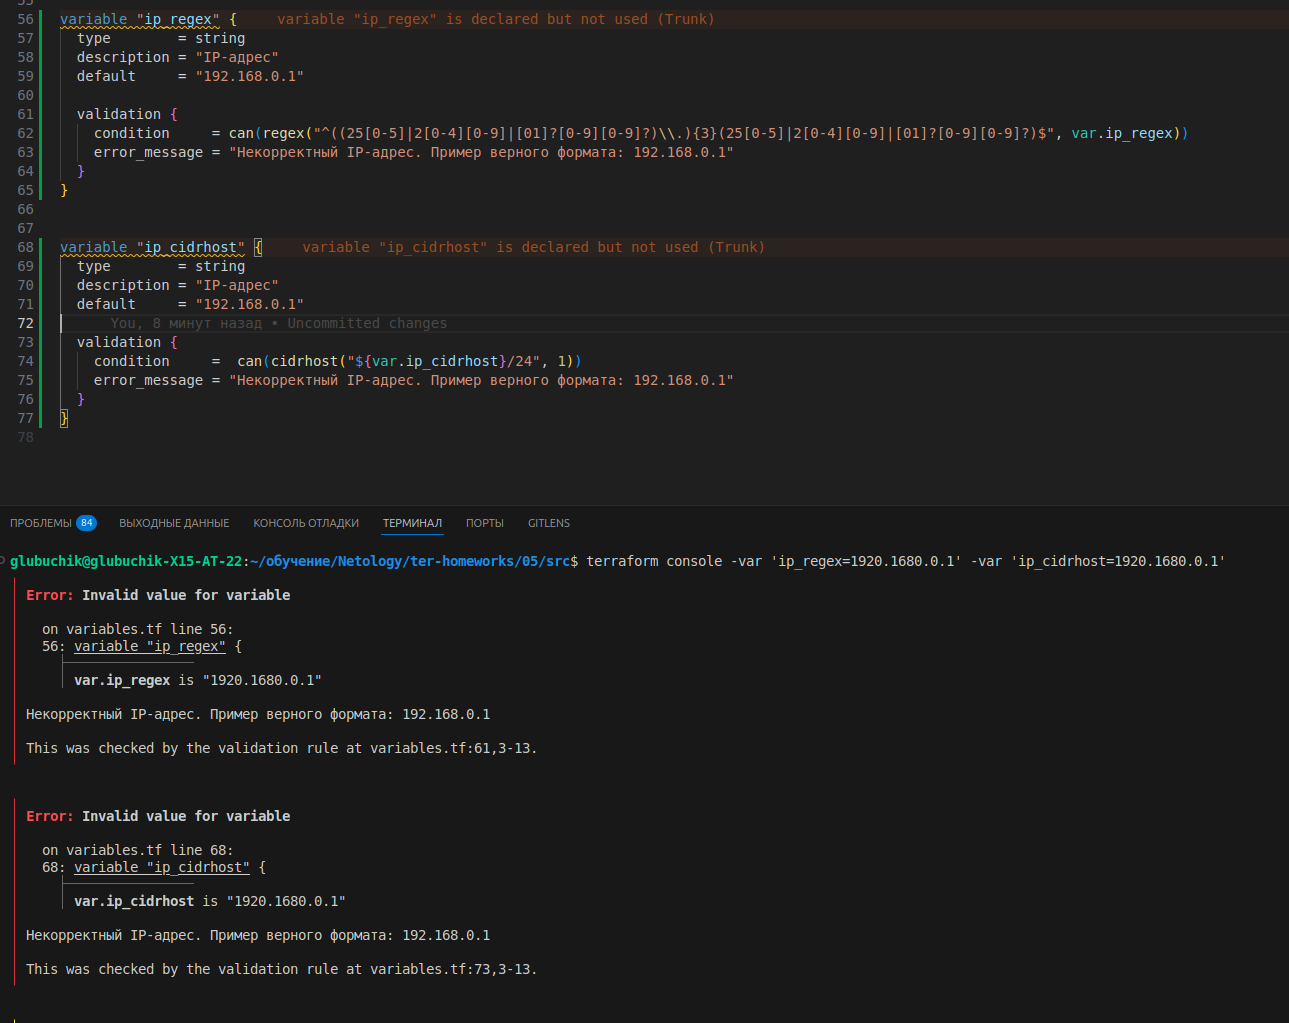 55
56 variable "ip_regex" {     variable "ip_regex" is declared but not used (Trunk)
57   type        = string
58   description = "IP-адрес"
59   default     = "192.168.0.1"
60
61   validation {
62     condition     = can(regex("^((25[0-5]|2[0-4][0-9]|[01]?[0-9][0-9]?)\\.){3}(25[0-5]|2[0-4][0-9]|[01]?[0-9][0-9]?)$", var.ip_regex))
63     error_message = "Некорректный IP-адрес. Пример верного формата: 192.168.0.1"
64   }
65 }
66
67
68 variable "ip_cidrhost" {     variable "ip_cidrhost" is declared but not used (Trunk)
69   type        = string
70   description = "IP-адрес"
71   default     = "192.168.0.1"
72       You, 8 минут назад • Uncommitted changes
73   validation {
74     condition     =  can(cidrhost("${var.ip_cidrhost}/24", 1))
75     error_message = "Некорректный IP-адрес. Пример верного формата: 192.168.0.1"
76   }
77 }
78
ПРОБЛЕМЫ 84 ВЫХОДНЫЕ ДАННЫЕ КОНСОЛЬ ОТЛАДКИ ТЕРМИНАЛ ПОРТЫ GITLENS
glubuchik@glubuchik-X15-AT-22:~/обучение/Netology/ter-homeworks/05/src$ terraform console -var 'ip_regex=1920.1680.0.1' -var 'ip_cidrhost=1920.1680.0.1'
Error: Invalid value for variable
on variables.tf line 56:
56: variable "ip_regex" {
var.ip_regex is "1920.1680.0.1"
Некорректный IP-адрес. Пример верного формата: 192.168.0.1
This was checked by the validation rule at variables.tf:61,3-13.
Error: Invalid value for variable
on variables.tf line 68:
68: variable "ip_cidrhost" {
var.ip_cidrhost is "1920.1680.0.1"
Некорректный IP-адрес. Пример верного формата: 192.168.0.1
This was checked by the validation rule at variables.tf:73,3-13.